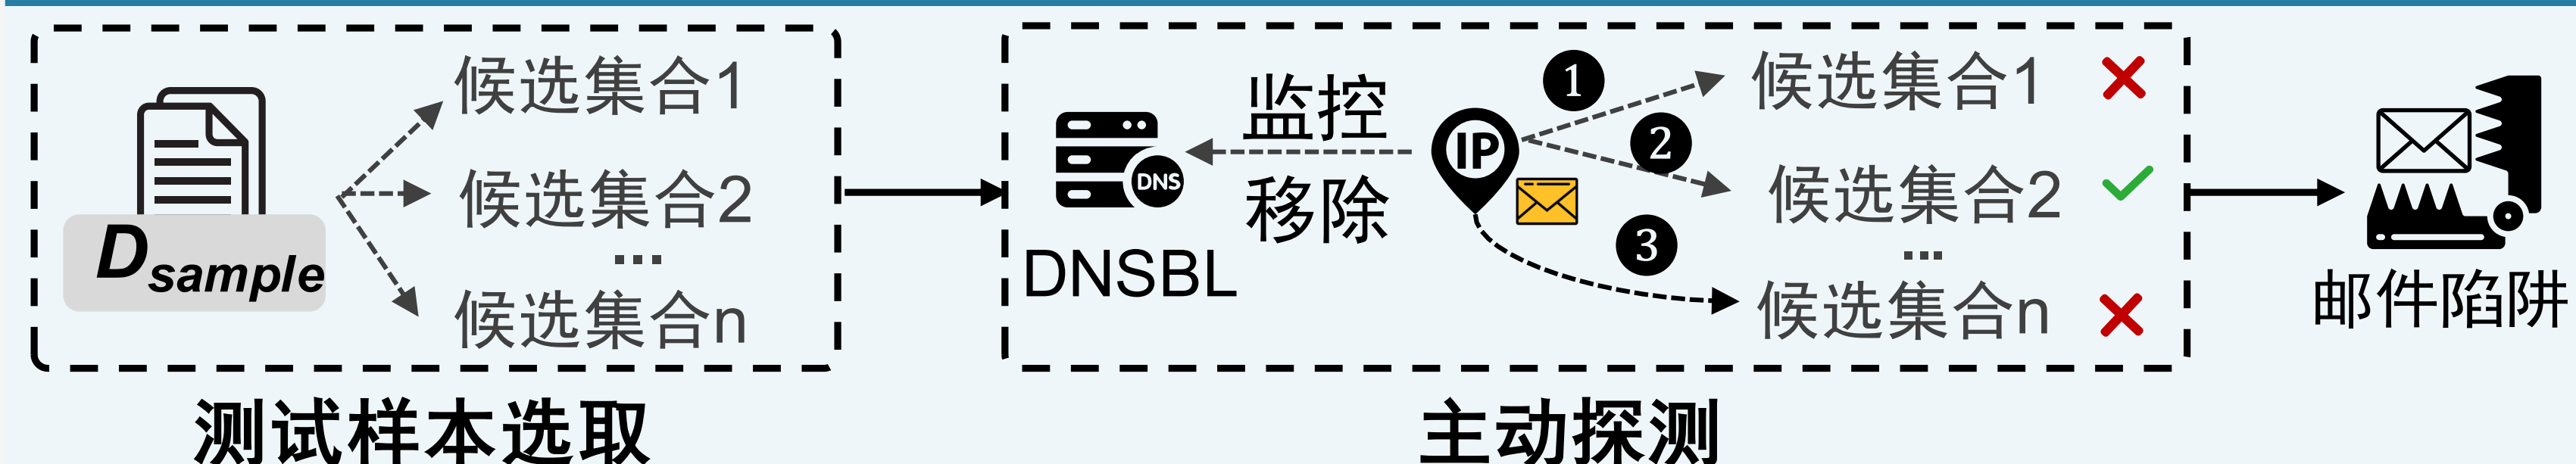 候选集合1
候选集合2
...
候选集合n
Dsample
测试样本选取
DNS
DNSBL
监控
移除
IP
1
2
3
候选集合1
候选集合2
...
候选集合n
主动探测
邮件陷阱